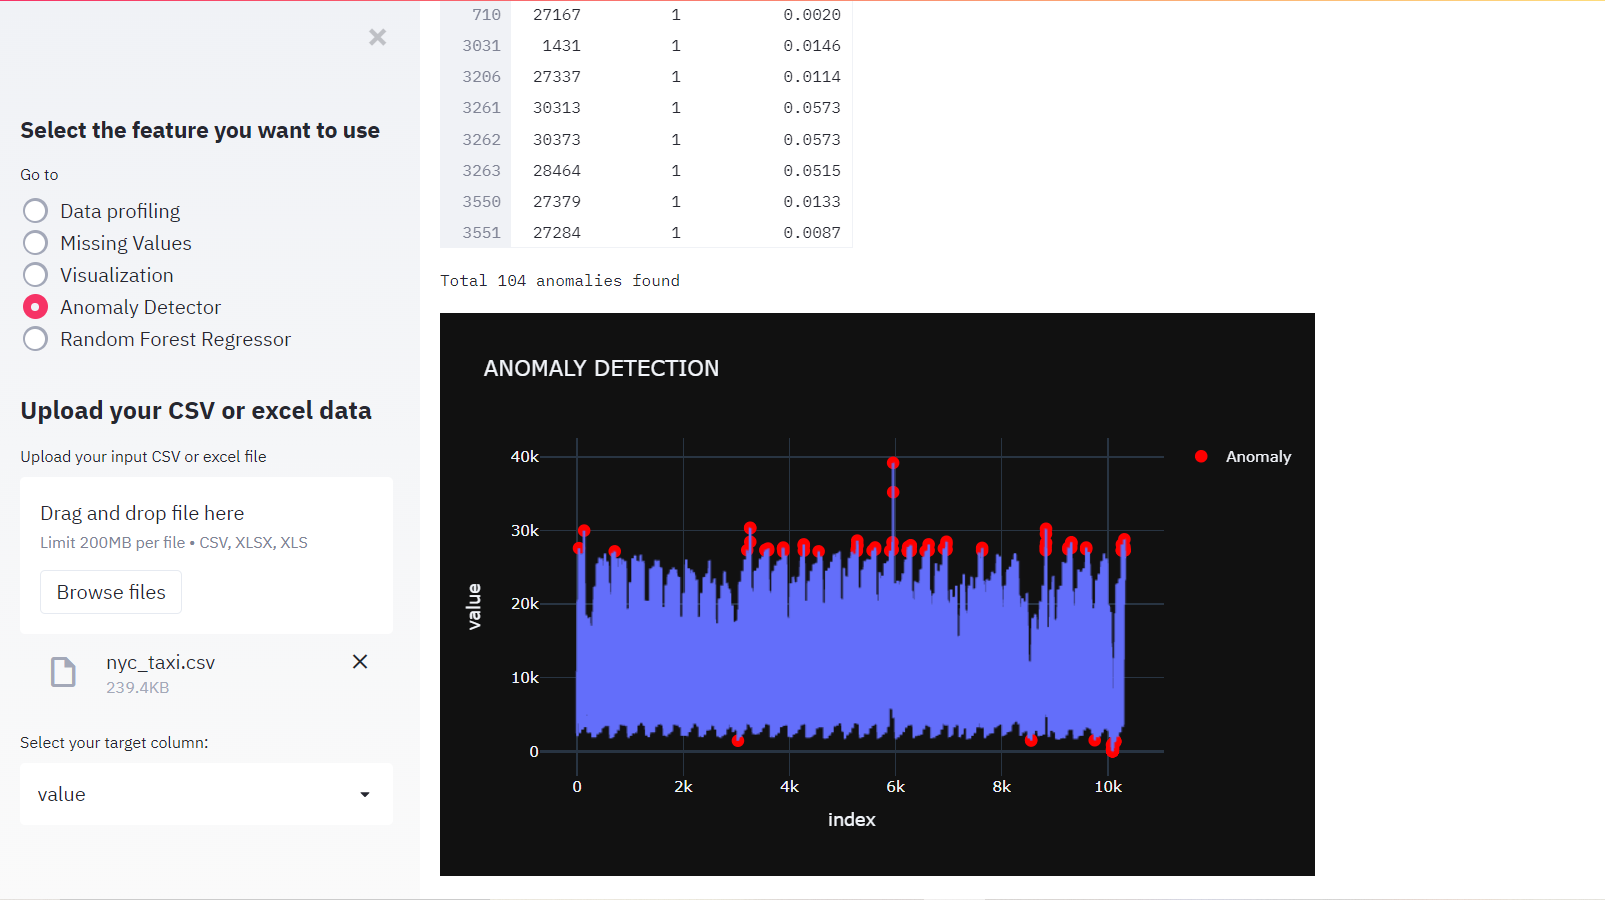 ×
Select the feature you want to use
Go to
Data profiling
Missing Values
Visualization
Anomaly Detector
Random Forest Regressor
Upload your CSV or excel data
Upload your input CSV or excel file
Drag and drop file here
Limit 200MB per file • CSV, XLSX, XLS
Browse files
nyc_taxi.csv
239.4KB
Select your target column:
value
710 27167 1 0.0020
3031 1431 1 0.0146
3206 27337 1 0.0114
3261 30313 1 0.0573
3262 30373 1 0.0573
3263 28464 1 0.0515
3550 27379 1 0.0133
3551 27284 1 0.0087
Total 104 anomalies found
ANOMALY DETECTION
40k
30k
20k
10k
0
value
0 2k 4k 6k 8k 10k
index
Anomaly